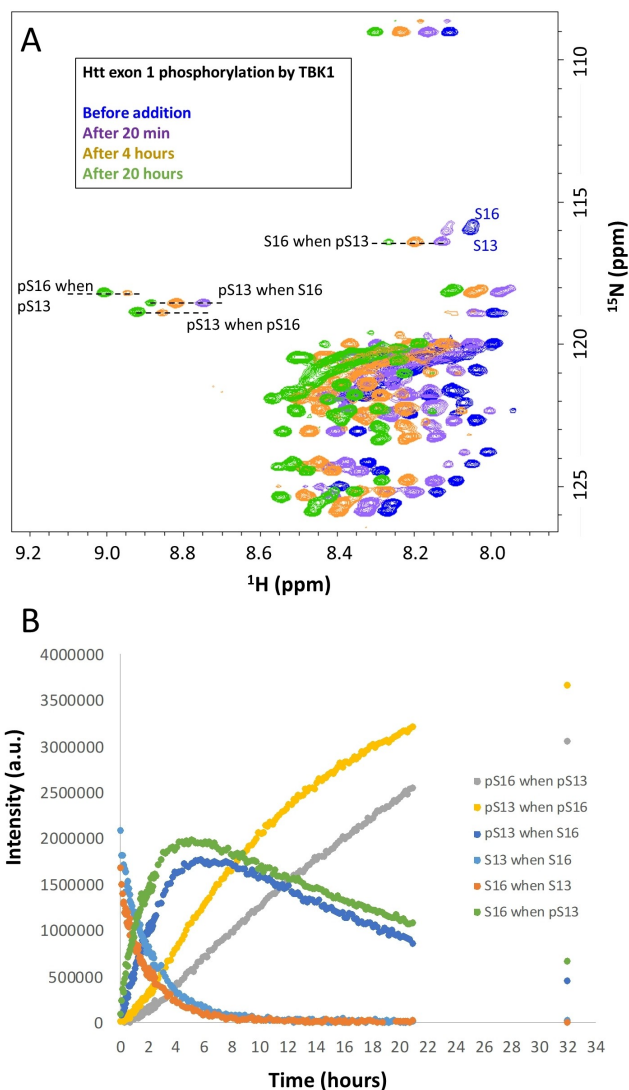 A
Htt exon 1 phosphorylation by TBK1
Before addition
After 20 min
After 4 hours
After 20 hours
S16
S16 when pS13
S13
pS16 when
pS13
pS13 when S16
pS13 when pS16
110
115
120
125
¹⁵N (ppm)
9.2 9.0 8.8 8.6 8.4 8.2 8.0
¹H (ppm)
B
4000000
3500000
3000000
2500000
2000000
1500000
1000000
500000
0
Intensity (a.u.)
pS16 when pS13
pS13 when pS16
pS13 when S16
S13 when S16
S16 when S13
S16 when pS13
0 2 4 6 8 10 12 14 16 18 20 22 24 26 28 30 32 34
Time (hours)